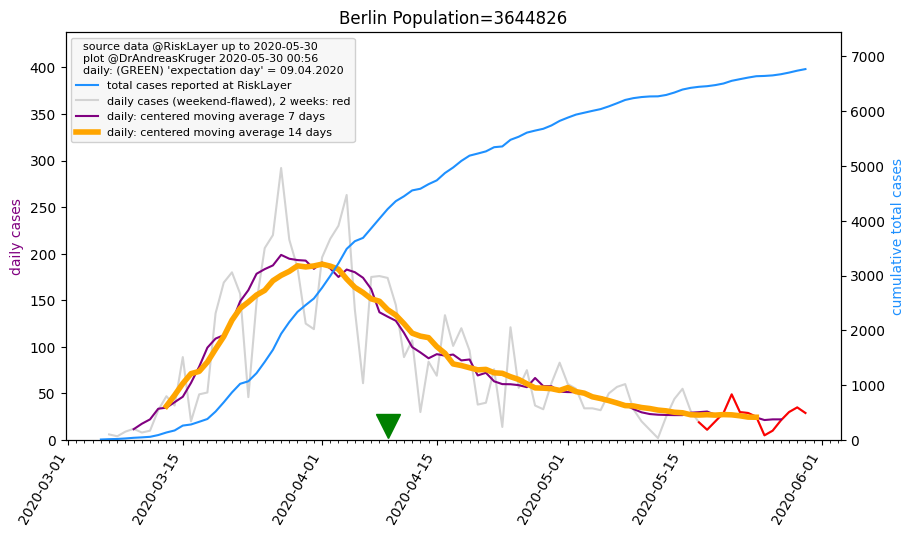 Berlin Population=3644826
source data @RiskLayer up to 2020-05-30
plot @DrAndreasKruger 2020-05-30 00:56
daily: (GREEN) 'expectation day' = 09.04.2020
total cases reported at RiskLayer
daily cases (weekend-flawed), 2 weeks: red
daily: centered moving average 7 days
daily: centered moving average 14 days
daily cases
400
350
300
250
200
150
100
50
0
7000
6000
5000
4000
3000
2000
1000
0
cumulative total cases
2020-03-01
2020-03-15
2020-04-01
2020-04-15
2020-05-01
2020-05-15
2020-06-01